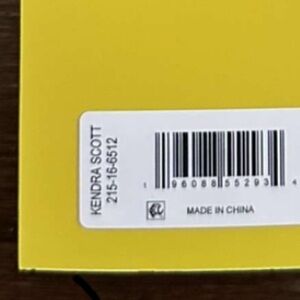 KENDRA SCOTT
215-16-6512
1 96088 55293 4
MADE IN CHINA